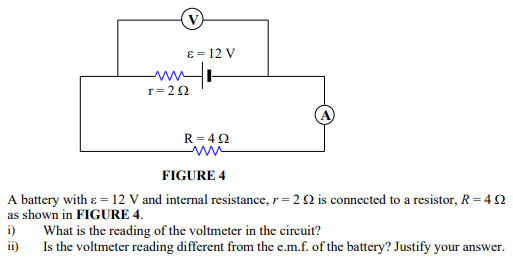 V
ε = 12 V
r = 2 Ω
A
R = 4 Ω
FIGURE 4
A battery with ε = 12 V and internal resistance, r = 2 Ω is connected to a resistor, R = 4 Ω
as shown in FIGURE 4.
i) What is the reading of the voltmeter in the circuit?
ii) Is the voltmeter reading different from the e.m.f. of the battery? Justify your answer.